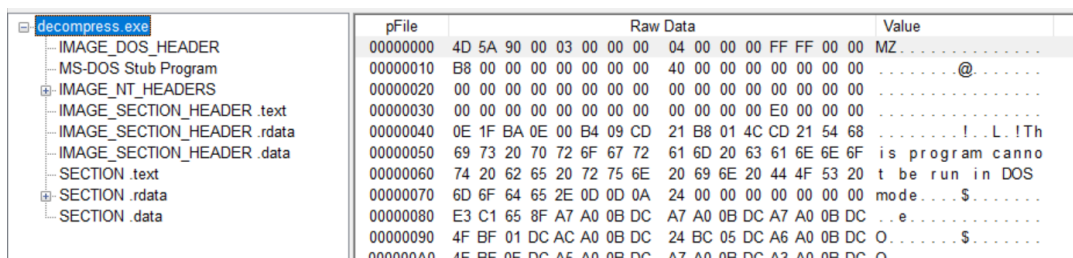 decompress.exe
IMAGE_DOS_HEADER
MS-DOS Stub Program
IMAGE_NT_HEADERS
IMAGE_SECTION_HEADER .text
IMAGE_SECTION_HEADER .rdata
IMAGE_SECTION_HEADER .data
SECTION .text
SECTION .rdata
SECTION .data
pFile Raw Data Value
00000000 4D 5A 90 00 03 00 00 00 04 00 00 00 FF FF 00 00 MZ..............
00000010 B8 00 00 00 00 00 00 00 40 00 00 00 00 00 00 00 ........@.......
00000020 00 00 00 00 00 00 00 00 00 00 00 00 00 00 00 00 ................
00000030 00 00 00 00 00 00 00 00 00 00 00 00 E0 00 00 00 ................
00000040 0E 1F BA 0E 00 B4 09 CD 21 B8 01 4C CD 21 54 68 ........!..L.!Th
00000050 69 73 20 70 72 6F 67 72 61 6D 20 63 61 6E 6E 6F is program canno
00000060 74 20 62 65 20 72 75 6E 20 69 6E 20 44 4F 53 20 t be run in DOS
00000070 6D 6F 64 65 2E 0D 0D 0A 24 00 00 00 00 00 00 00 mode....$.......
00000080 E3 C1 65 8F A7 A0 0B DC A7 A0 0B DC A7 A0 0B DC ..e.............
00000090 4F BF 01 DC AC A0 0B DC 24 BC 05 DC A6 A0 0B DC O.......$.......